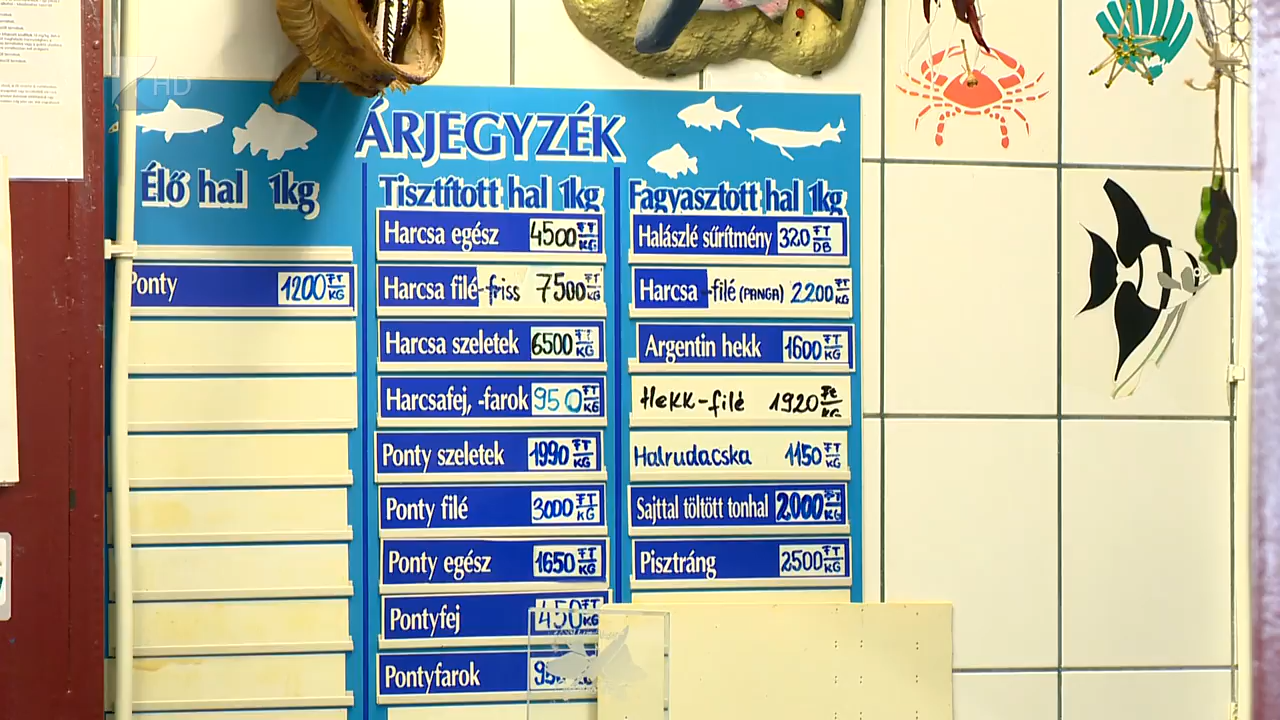 HD
ÁRJEGYZÉK
Élő hal 1kg
Ponty 1200 FT KG
Tisztított hal 1kg
Harcsa egész 4500 FT KG
Harcsa filé-friss 7500 FT KG
Harcsa szeletek 6500 FT KG
Harcsafej, -farok 950 FT KG
Ponty szeletek 1990 FT KG
Ponty filé 3000 FT KG
Ponty egész 1650 FT KG
Pontyfej 450 FT KG
Pontyfarok
Fagyasztott hal 1kg
Halászlé sűrítmény 320 FT DB
Harcsa -filé (PANGA) 2200 FT KG
Argentin hekk 1600 FT KG
Hekk-filé 1920 Ft KG
Halrudacska 1150 FT KG
Sajttal töltött tonhal 2000 FT KG
Pisztráng 2500 FT KG